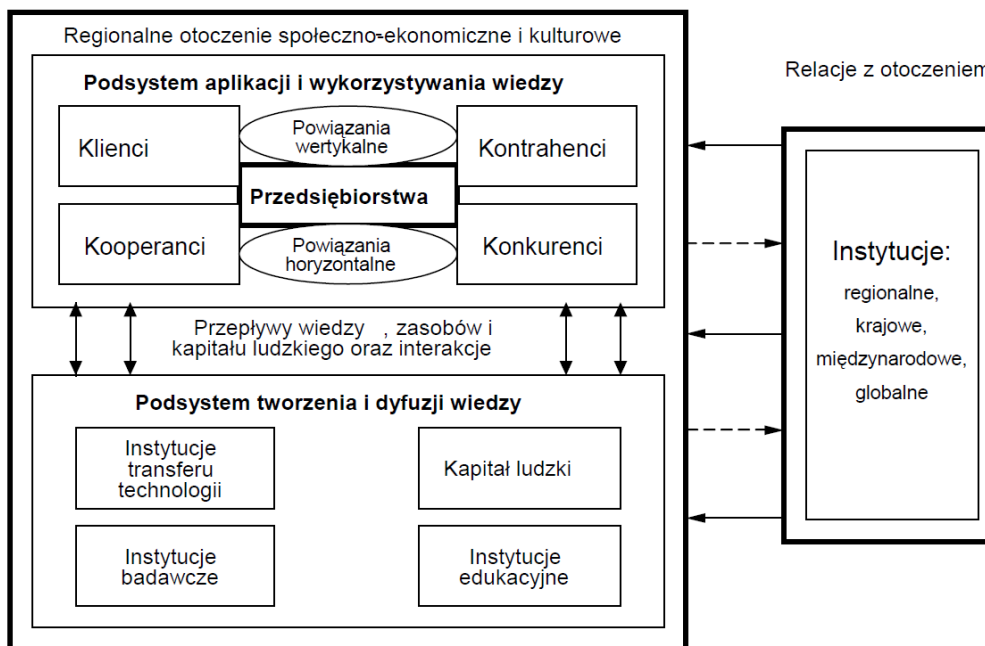 Regionalne otoczenie społeczno-ekonomiczne i kulturowe
Podsystem aplikacji i wykorzystywania wiedzy
Klienci
Powiązania
wertykalne
Kontrahenci
Przedsiębiorstwa
Kooperanci
Powiązania
horyzontalne
Konkurenci
Przepływy wiedzy , zasobów i
kapitału ludzkiego oraz interakcje
Podsystem tworzenia i dyfuzji wiedzy
Instytucje
transferu
technologii
Kapitał ludzki
Instytucje
badawcze
Instytucje
edukacyjne
Relacje z otoczeniem
Instytucje:
regionalne,
krajowe,
międzynarodowe,
globalne